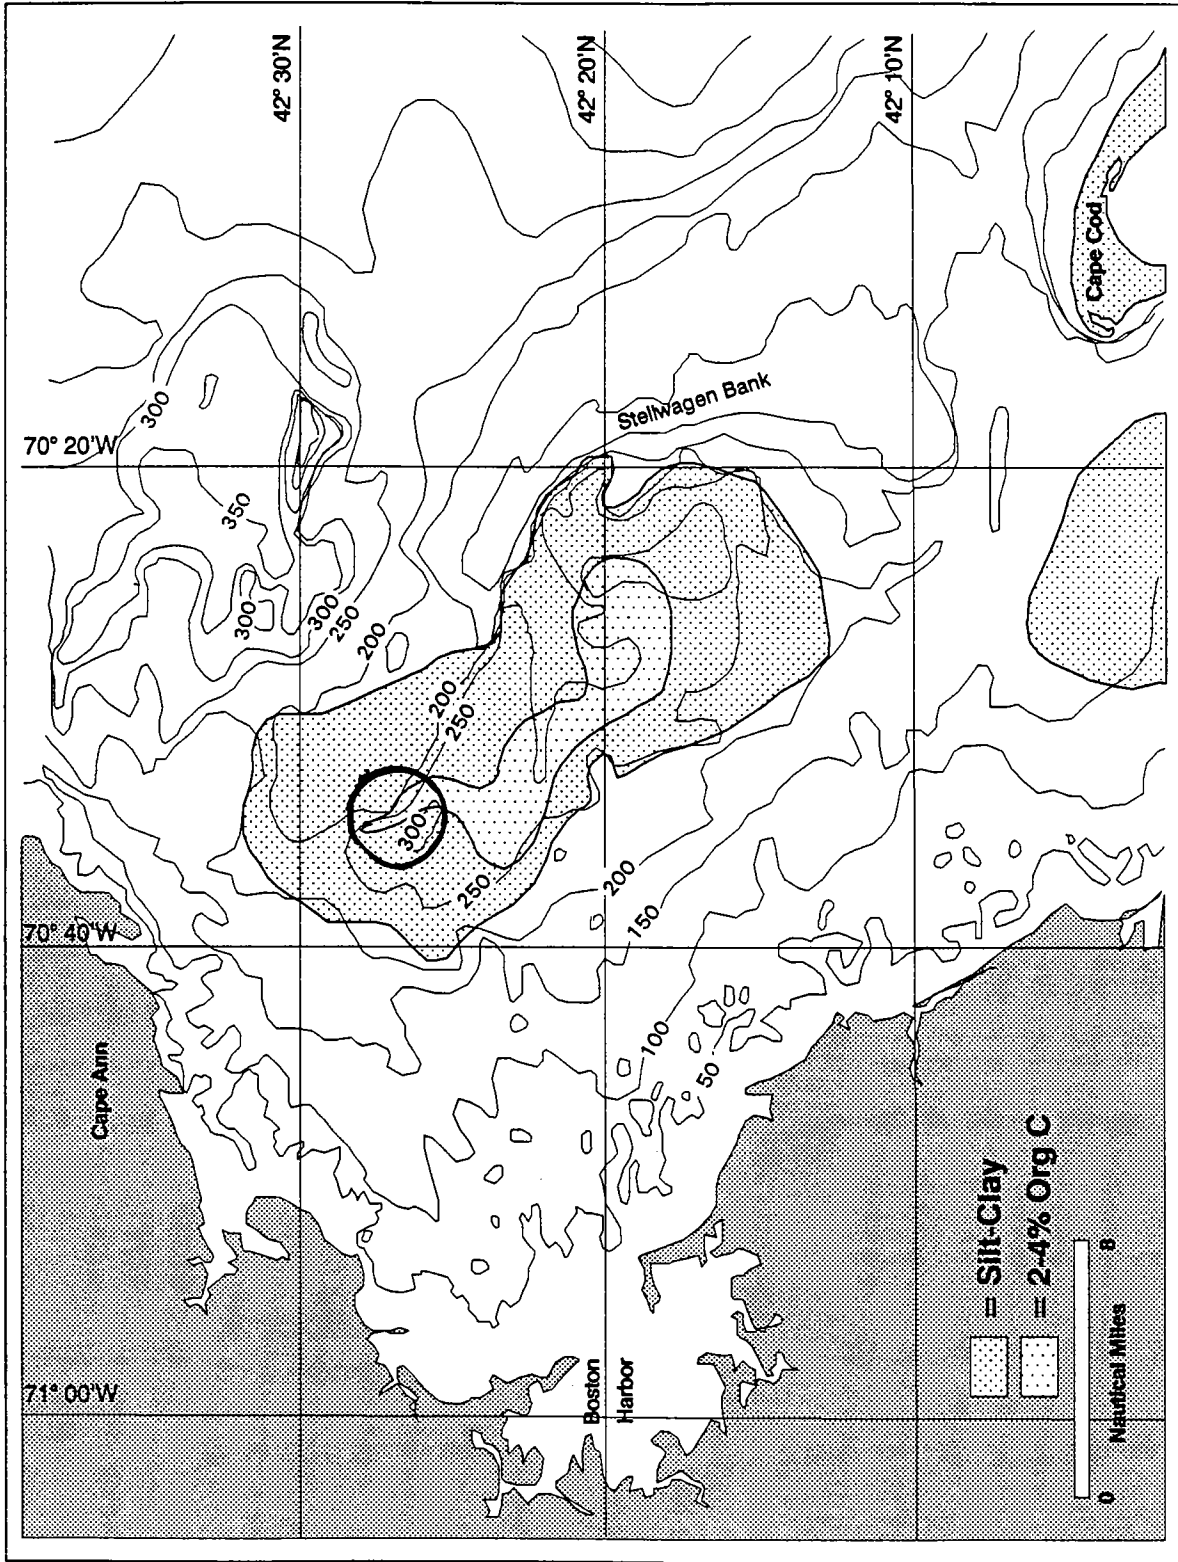 Cape Ann
71° 00'W
70° 40'W
70° 20'W
42° 30'N
42° 20'N
42° 10'N
300
350
300
300
250
200
200
250
300
250
200
150
100
50
Stellwagen Bank
Cape Cod
Boston
Harbor
= Silt-Clay
= 2-4% Org C
0
8
Nautical Miles